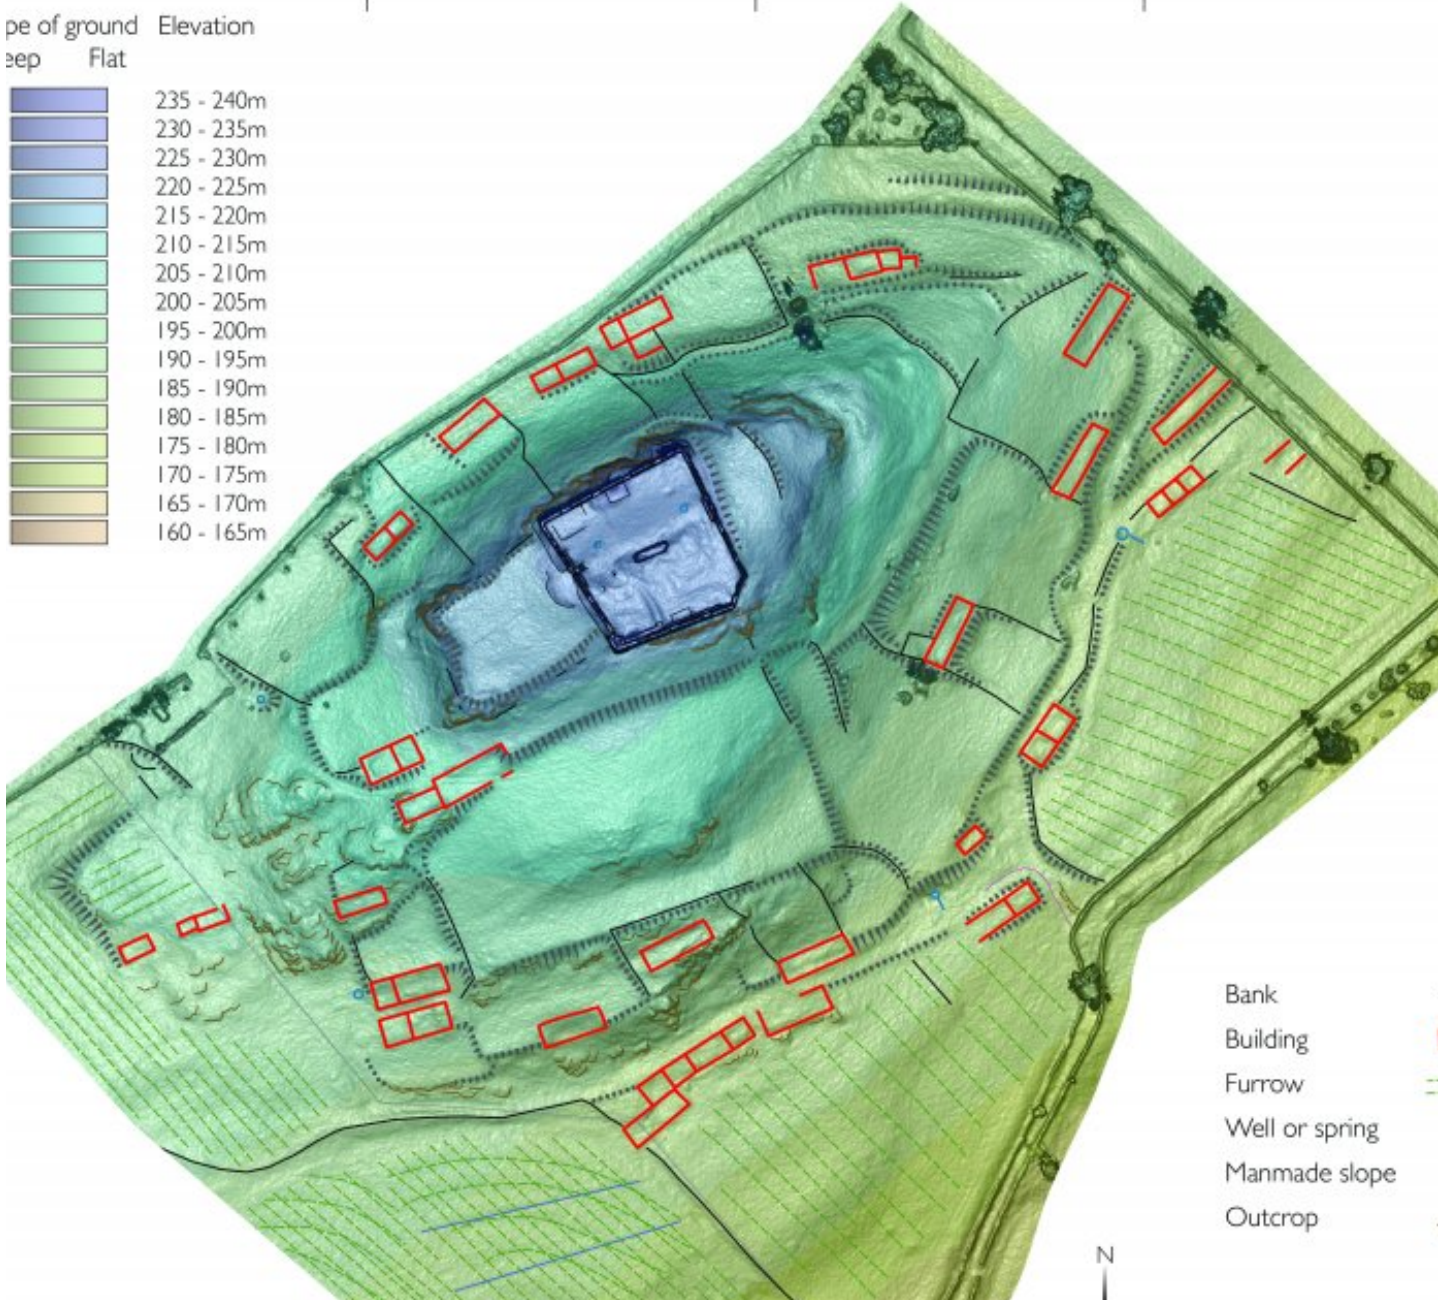 pe of ground Elevation
eep Flat
235 - 240m
230 - 235m
225 - 230m
220 - 225m
215 - 220m
210 - 215m
205 - 210m
200 - 205m
195 - 200m
190 - 195m
185 - 190m
180 - 185m
175 - 180m
170 - 175m
165 - 170m
160 - 165m
Bank
Building
Furrow
Well or spring
Manmade slope
Outcrop
N